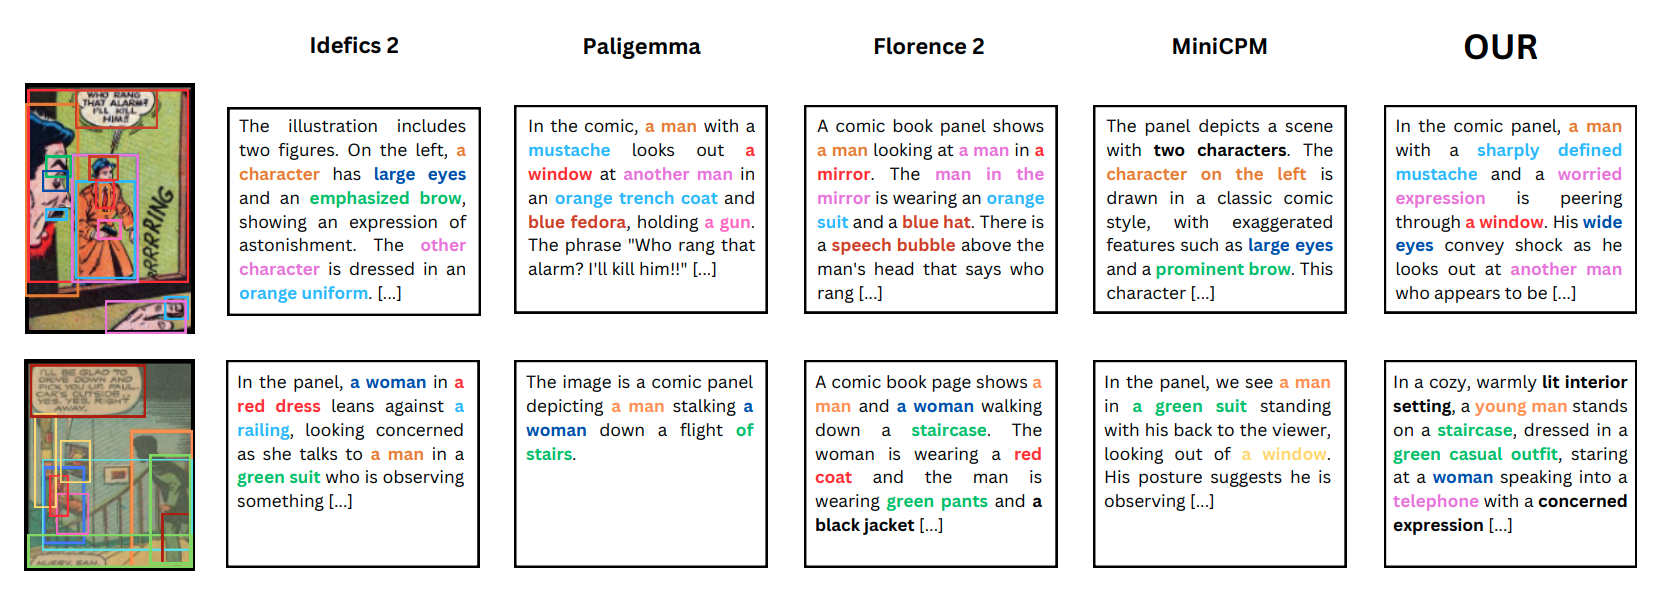 Idefics 2
Paligemma
Florence 2
MiniCPM
OUR
WHO RANG
THAT ALARM?
I'LL KILL
HIM!!
RRRRING
The illustration includes
two figures. On the left, a
character has large eyes
and an emphasized brow,
showing an expression of
astonishment. The other
character is dressed in an
orange uniform. [...]
In the comic, a man with a
mustache looks out a
window at another man in
an orange trench coat and
blue fedora, holding a gun.
The phrase "Who rang that
alarm? I'll kill him!!" [...]
A comic book panel shows
a man looking at a man in a
mirror. The man in the
mirror is wearing an orange
suit and a blue hat. There is
a speech bubble above the
man's head that says who
rang [...]
The panel depicts a scene
with two characters. The
character on the left is
drawn in a classic comic
style, with exaggerated
features such as large eyes
and a prominent brow. This
character [...]
In the comic panel, a man
with a sharply defined
mustache and a worried
expression is peering
through a window. His wide
eyes convey shock as he
looks out at another man
who appears to be [...]
I'LL BE GLAD TO
DRIVE DOWN AND
PICK YOU UP, PAUL.
CAR'S OUTSIDE...
YES, YES, RIGHT
AWAY.
HURRY, SAM,
In the panel, a woman in a
red dress leans against a
railing, looking concerned
as she talks to a man in a
green suit who is observing
something [...]
The image is a comic panel
depicting a man stalking a
woman down a flight of
stairs.
A comic book page shows a
man and a woman walking
down a staircase. The
woman is wearing a red
coat and the man is
wearing green pants and a
black jacket [...]
In the panel, we see a man
in a green suit standing
with his back to the viewer,
looking out of a window.
His posture suggests he is
observing [...]
In a cozy, warmly lit interior
setting, a young man stands
on a staircase, dressed in a
green casual outfit, staring
at a woman speaking into a
telephone with a concerned
expression [...]